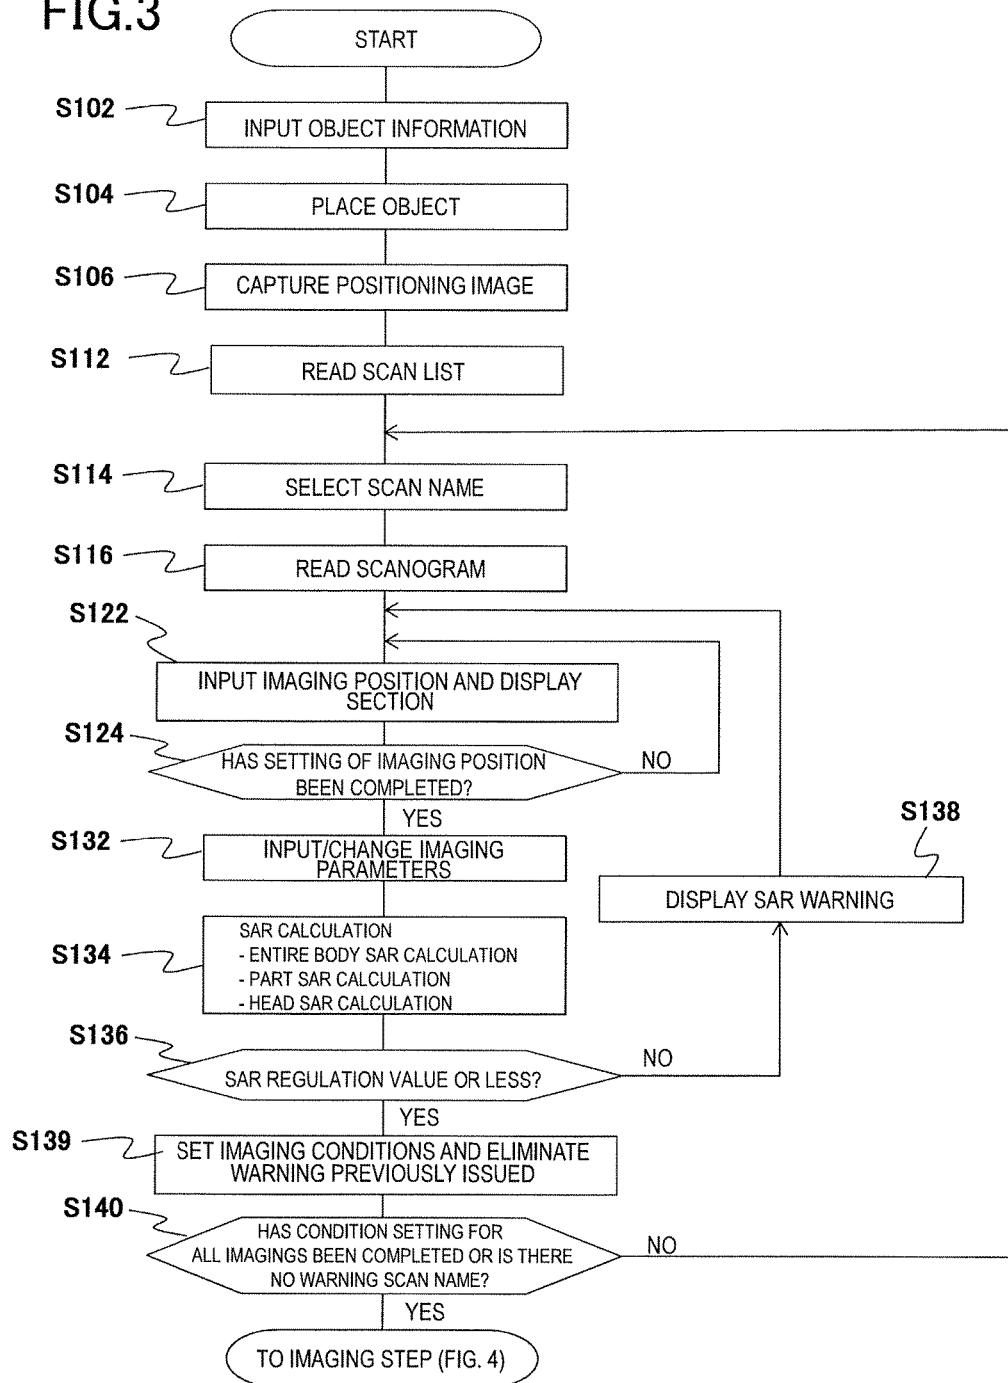 FIG.3
START
S102
INPUT OBJECT INFORMATION
S104
PLACE OBJECT
S106
CAPTURE POSITIONING IMAGE
S112
READ SCAN LIST
S114
SELECT SCAN NAME
S116
READ SCANOGRAM
S122
INPUT IMAGING POSITION AND DISPLAY
SECTION
S124
HAS SETTING OF IMAGING POSITION
BEEN COMPLETED?
NO
YES
S132
INPUT/CHANGE IMAGING
PARAMETERS
S138
DISPLAY SAR WARNING
S134
SAR CALCULATION
- ENTIRE BODY SAR CALCULATION
- PART SAR CALCULATION
- HEAD SAR CALCULATION
S136
SAR REGULATION VALUE OR LESS?
NO
YES
S139
SET IMAGING CONDITIONS AND ELIMINATE
WARNING PREVIOUSLY ISSUED
S140
HAS CONDITION SETTING FOR
ALL IMAGINGS BEEN COMPLETED OR IS THERE
NO WARNING SCAN NAME?
NO
YES
TO IMAGING STEP (FIG. 4)